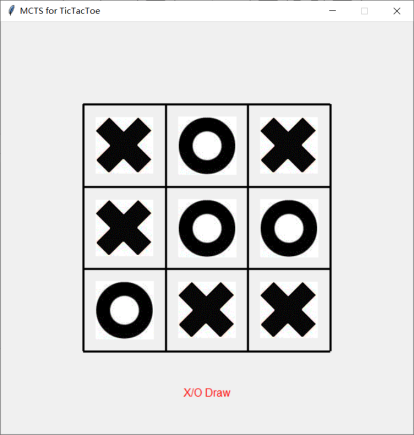 MCTS for TicTacToe
X O X
X O O
O X X
X/O Draw